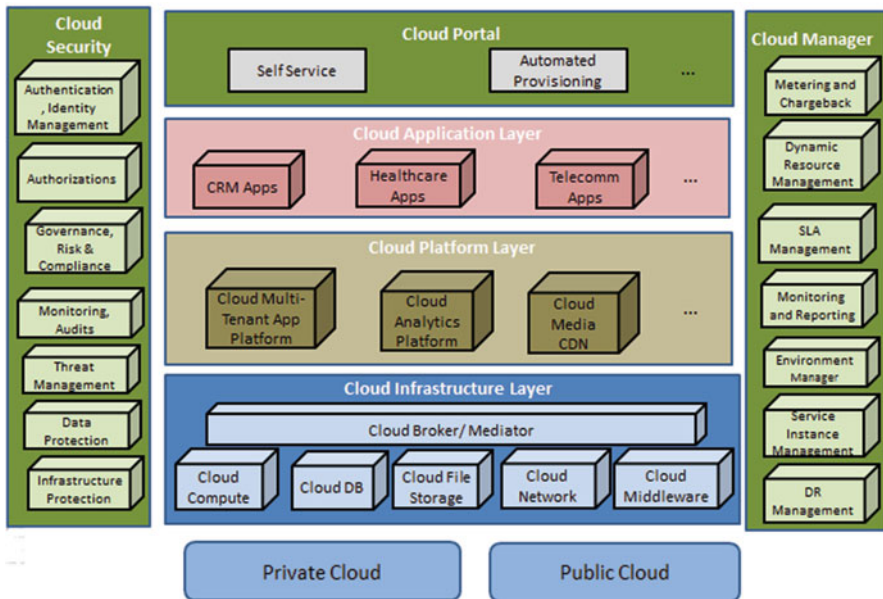 Cloud
Security
Authentication
, Identity
Management
Authorizations
Governance,
Risk &
Compliance
Monitoring,
Audits
Threat
Management
Data
Protection
Infrastructure
Protection
Cloud Portal
Self Service
Automated
Provisioning
...
Cloud Application Layer
CRM Apps
Healthcare
Apps
Telecomm
Apps
...
Cloud Platform Layer
Cloud Multi-
Tenant App
Platform
Cloud
Analytics
Platform
Cloud
Media
CDN
...
Cloud Infrastructure Layer
Cloud Broker/ Mediator
Cloud
Compute
Cloud DB
Cloud File
Storage
Cloud
Network
Cloud
Middleware
Private Cloud
Public Cloud
Cloud Manager
Metering and
Chargeback
Dynamic
Resource
Management
SLA
Management
Monitoring
and Reporting
Environment
Manager
Service
Instance
Management
DR
Management